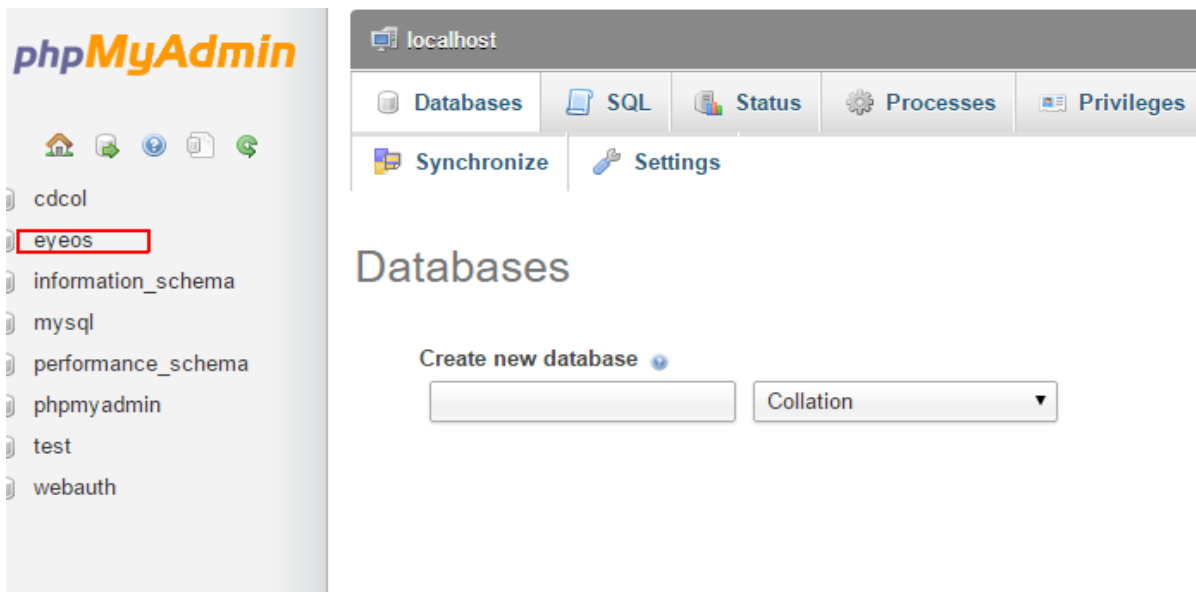 phpMyAdmin
cdcol
eyeos
information_schema
mysql
performance_schema
phpmyadmin
test
webauth
localhost
Databases SQL Status Processes Privileges
Synchronize Settings
Databases
Create new database
Collation